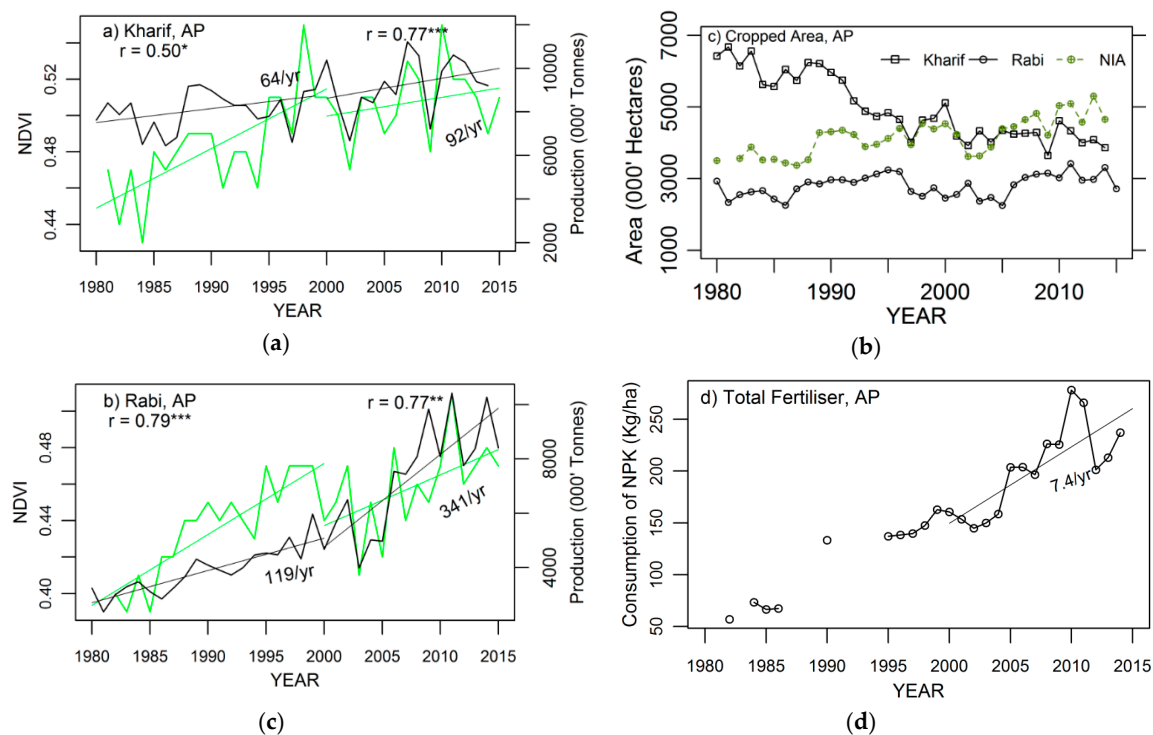 a) Kharif, AP
r = 0.50*
r = 0.77***
64/yr
92/yr
NDVI
0.44 0.48 0.52
Production (000' Tonnes)
2000 6000 10000
1980 1985 1990 1995 2000 2005 2010 2015
YEAR
(a)
c) Cropped Area, AP
Kharif Rabi NIA
Area (000' Hectares)
1000 3000 5000 7000
1980 1990 2000 2010
YEAR
(b)
b) Rabi, AP
r = 0.79***
r = 0.77**
119/yr
341/yr
NDVI
0.40 0.44 0.48
Production (000' Tonnes)
4000 8000
1980 1985 1990 1995 2000 2005 2010 2015
YEAR
(c)
d) Total Fertiliser, AP
7.4/yr
Consumption of NPK (Kg/ha)
50 100 150 200 250
1980 1985 1990 1995 2000 2005 2010 2015
YEAR
(d)